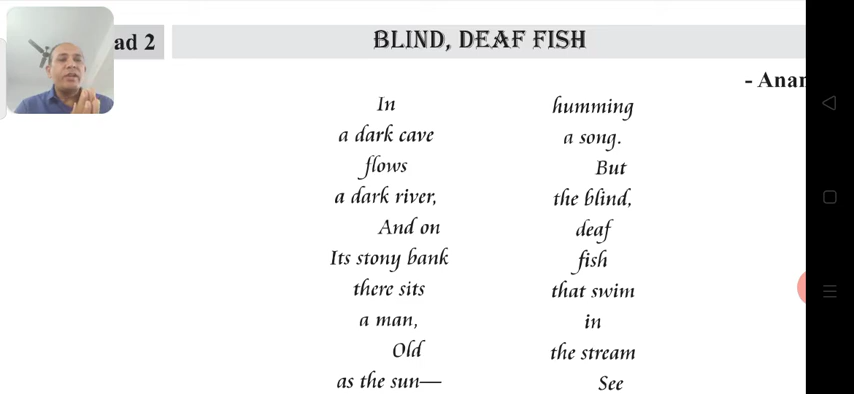 ad 2
BLIND, DEAF FISH
- Anan
In
a dark cave
flows
a dark river,
And on
Its stony bank
there sits
a man,
Old
as the sun—
humming
a song.
But
the blind,
deaf
fish
that swim
in
the stream
See